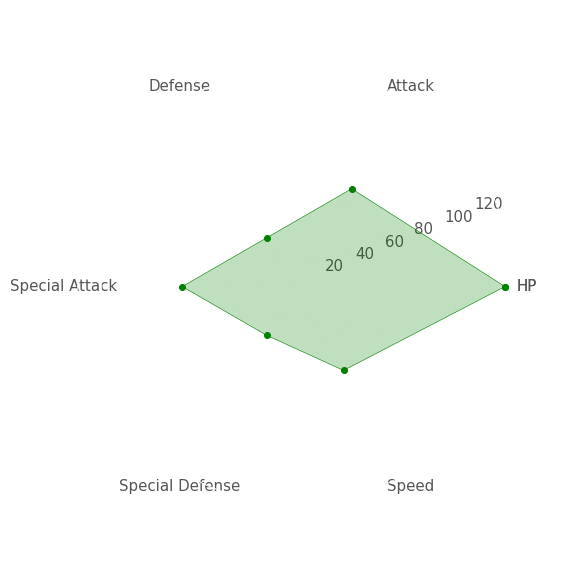 Defense
Attack
120
100
80
60
40
20
Special Attack
HP
Special Defense
Speed